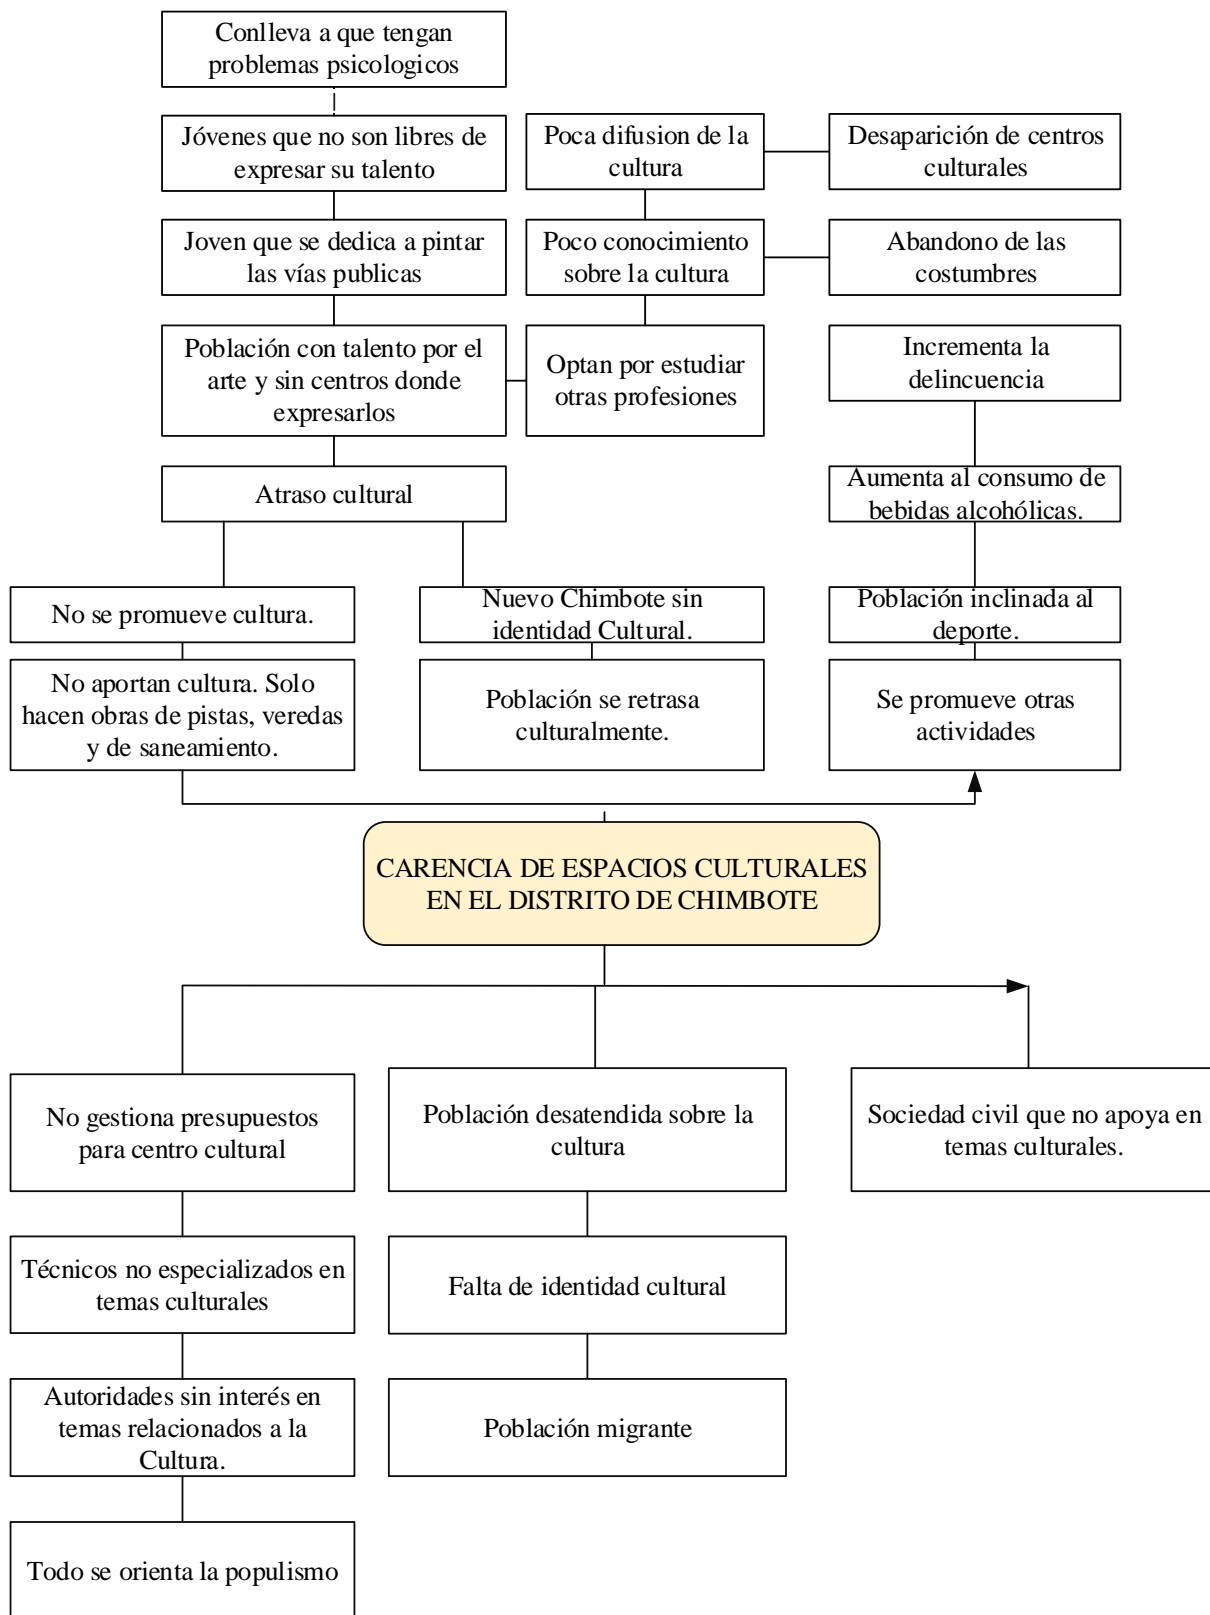 Conlleva a que tengan
problemas psicologicos
Jóvenes que no son libres de
expresar su talento
Poca difusion de la
cultura
Desaparición de centros
culturales
Joven que se dedica a pintar
las vías publicas
Poco conocimiento
sobre la cultura
Abandono de las
costumbres
Población con talento por el
arte y sin centros donde
expresarlos
Optan por estudiar
otras profesiones
Incrementa la
delincuencia
Atraso cultural
Aumenta al consumo de
bebidas alcohólicas.
No se promueve cultura.
Nuevo Chimbote sin
identidad Cultural.
Población inclinada al
deporte.
No aportan cultura. Solo
hacen obras de pistas, veredas
y de saneamiento.
Población se retrasa
culturalmente.
Se promueve otras
actividades
CARENCIA DE ESPACIOS CULTURALES
EN EL DISTRITO DE CHIMBOTE
No gestiona presupuestos
para centro cultural
Población desatendida sobre la
cultura
Sociedad civil que no apoya en
temas culturales.
Técnicos no especializados en
temas culturales
Falta de identidad cultural
Autoridades sin interés en
temas relacionados a la
Cultura.
Población migrante
Todo se orienta la populismo